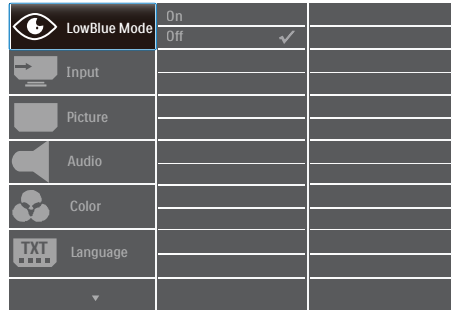 LowBlue Mode
On
Off
Input
Picture
Audio
Color
TXT
Language